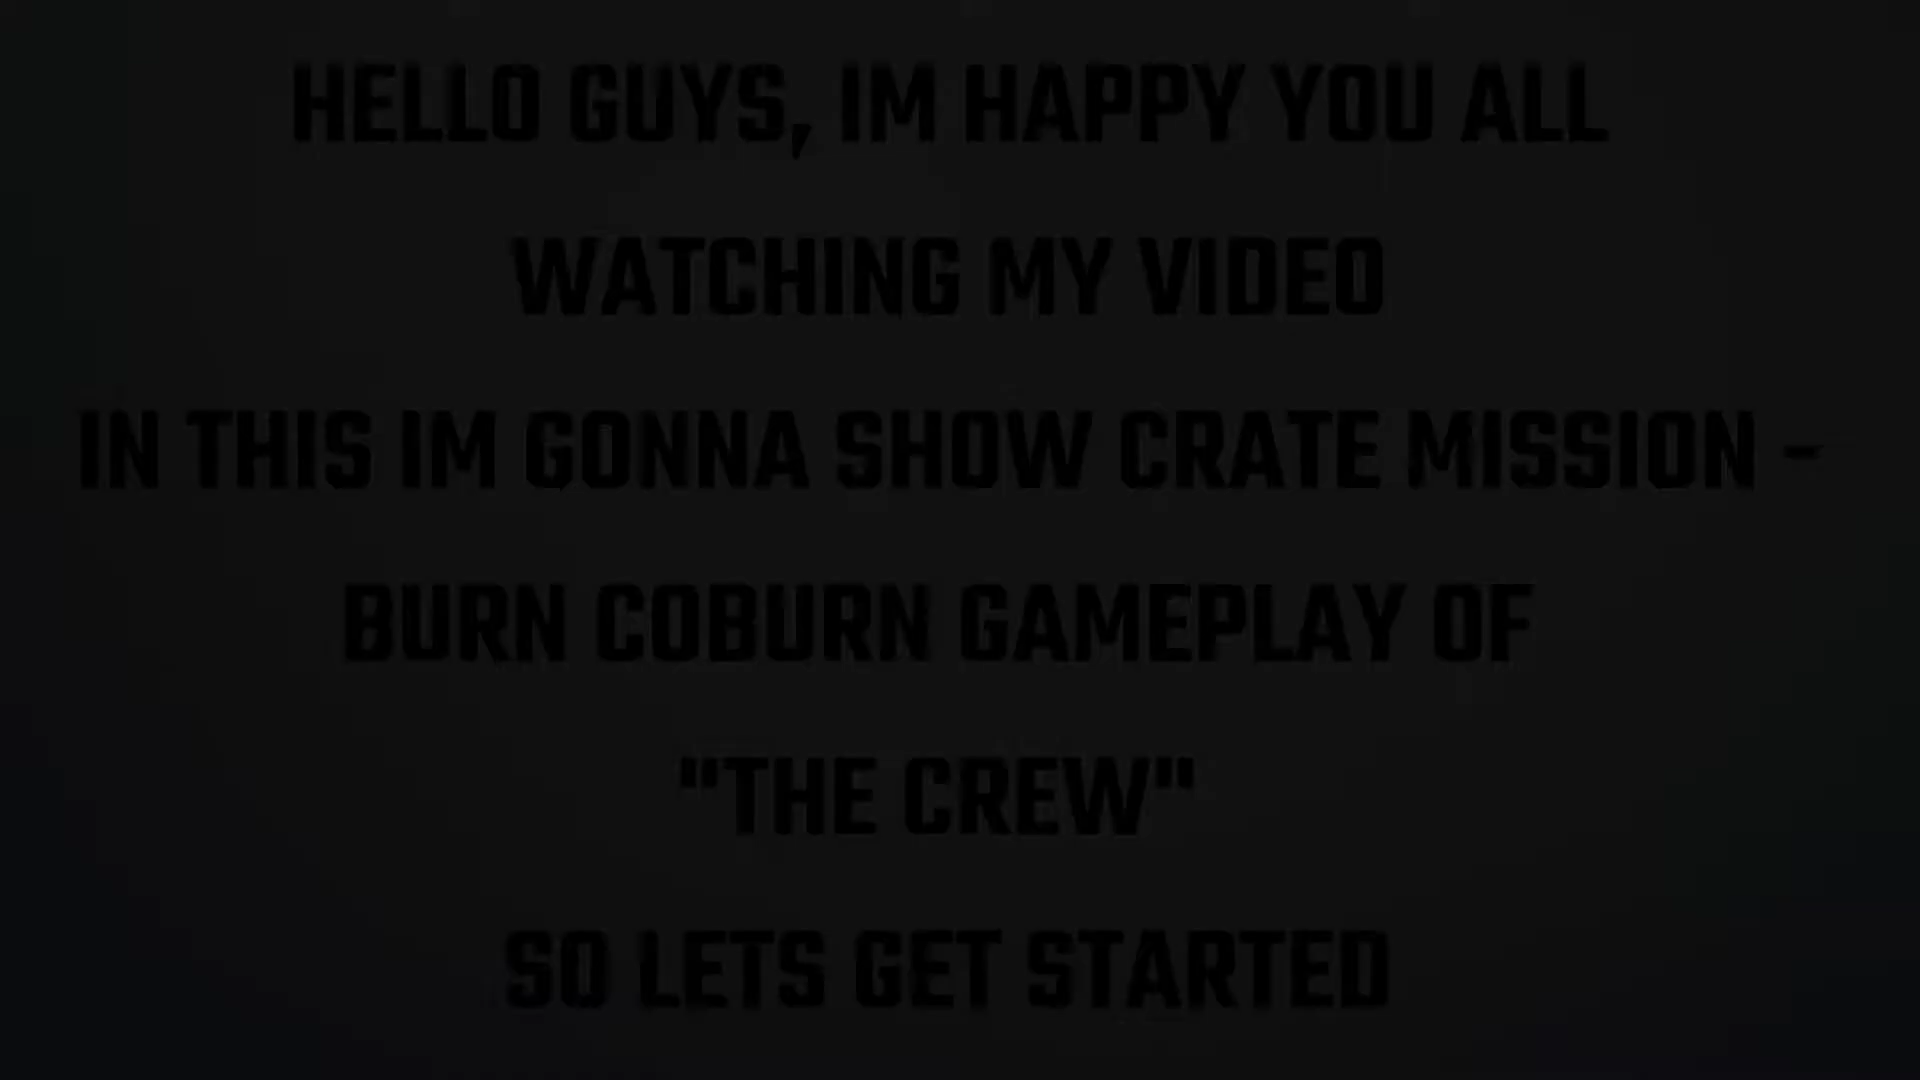 HELLO GUYS, IM HAPPY YOU ALL
WATCHING MY VIDEO
IN THIS IM GONNA SHOW CRATE MISSION -
BURN COBURN GAMEPLAY OF
"THE CREW"
SO LETS GET STARTED